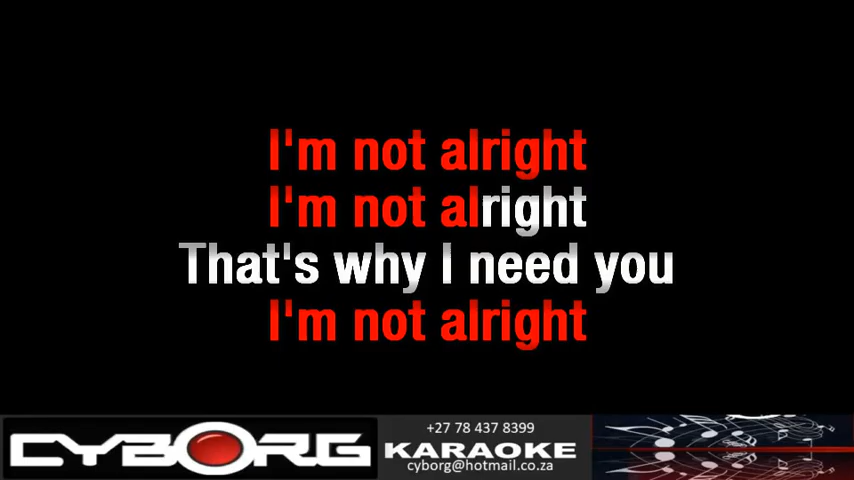 I'm not alright
I'm not alright
That's why I need you
I'm not alright
CYBORG
+27 78 437 8399
KARAOKE
cyborg@hotmail.co.za